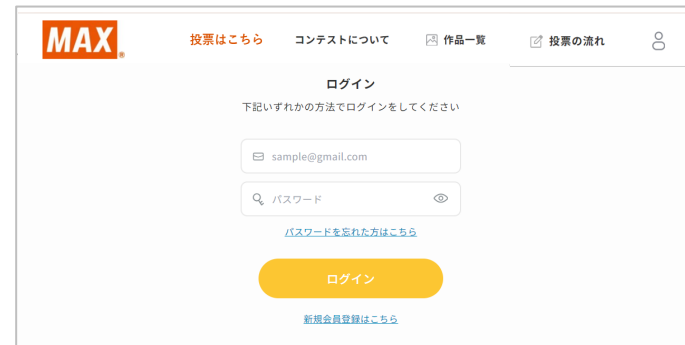 MAX®
投票はこちら
コンテストについて
作品一覧
投票の流れ
ログイン
下記いずれかの方法でログインをしてください
sample@gmail.com
パスワード
パスワードを忘れた方はこちら
ログイン
新規会員登録はこちら